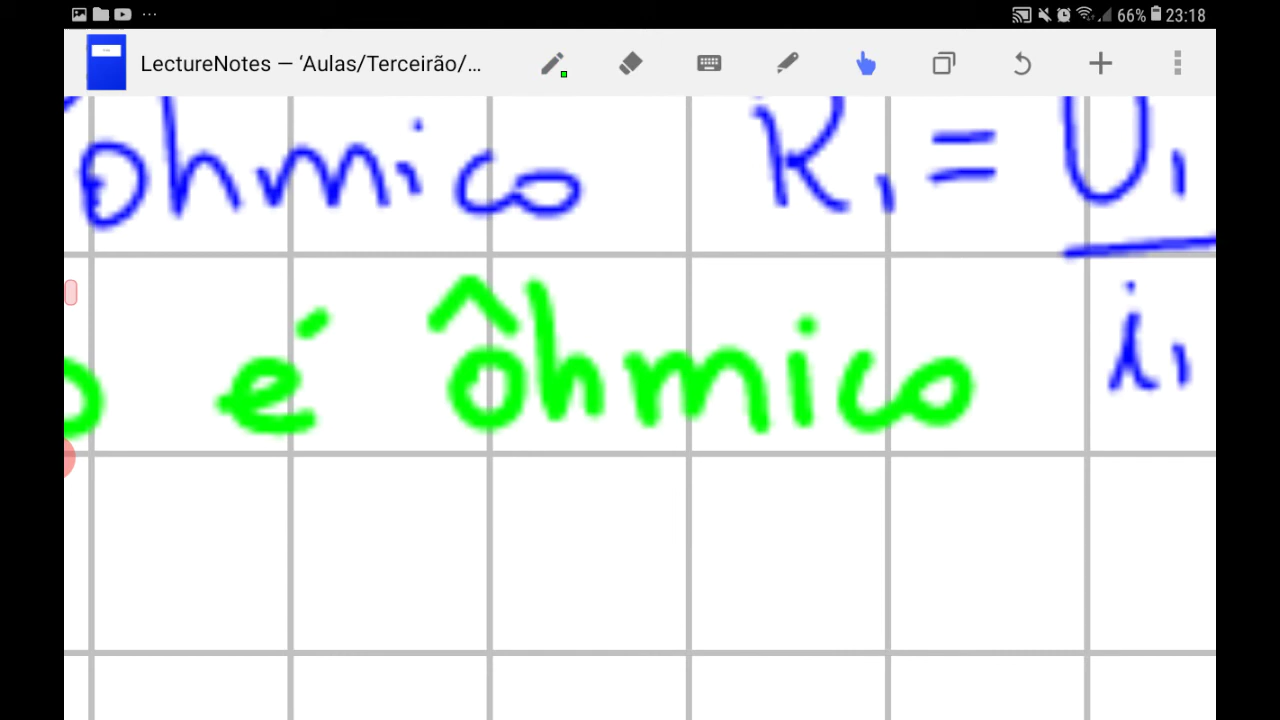 66% 23:18
LectureNotes — ‘Aulas/Terceirão/...
ôhmico R₁ = U₁
i₁
o é ôhmico